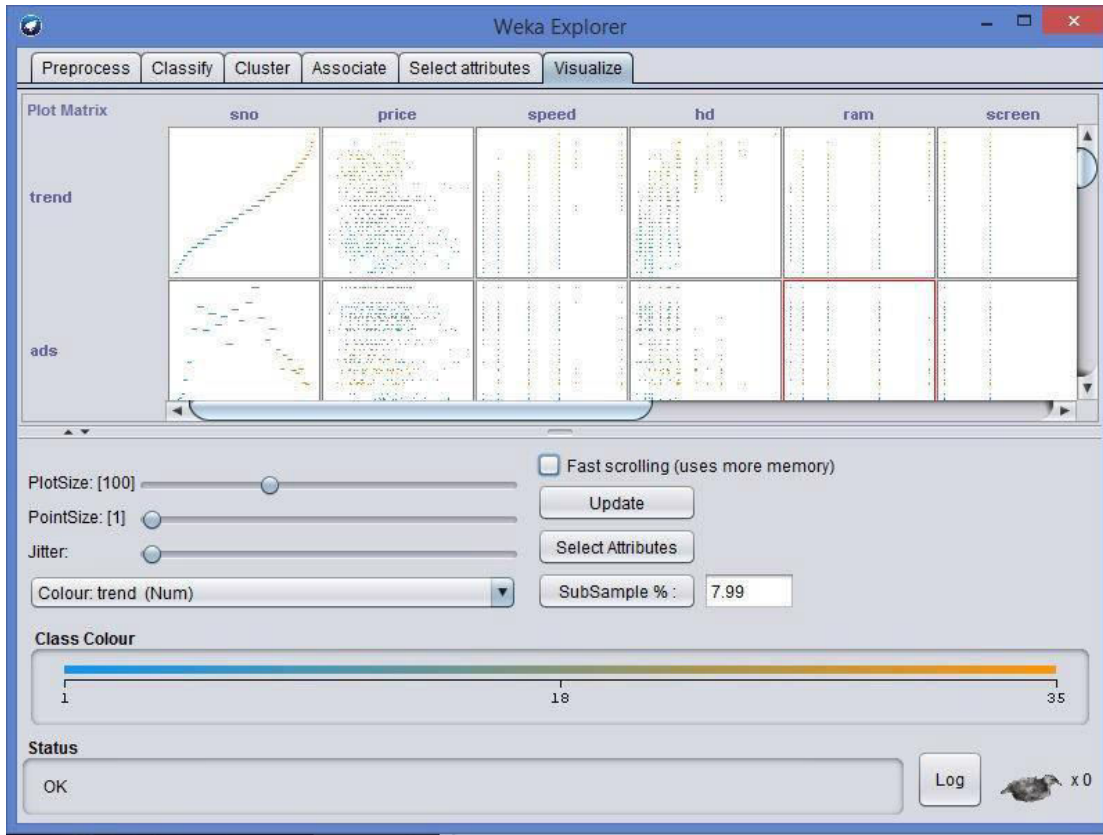 Weka Explorer
Preprocess Classify Cluster Associate Select attributes Visualize
Plot Matrix sno price speed hd ram screen
trend
ads
PlotSize: [100]
PointSize: [1]
Jitter:
Colour: trend (Num)
Fast scrolling (uses more memory)
Update
Select Attributes
SubSample % : 7.99
Class Colour
1 18 35
Status
OK
Log x 0